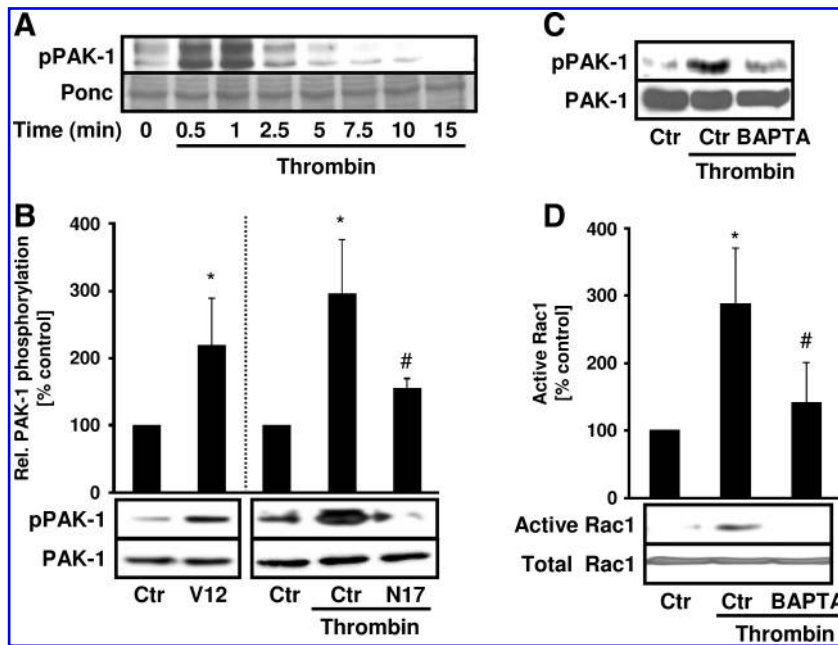 A
pPAK-1
Ponc
Time (min) 0 0.5 1 2.5 5 7.5 10 15
Thrombin
B
Rel. PAK-1 phosphorylation
[% control]
400
300
200
100
0
*
*
#
pPAK-1
PAK-1
Ctr V12 Ctr Ctr N17
Thrombin
C
pPAK-1
PAK-1
Ctr Ctr BAPTA
Thrombin
D
Active Rac1
[% control]
400
300
200
100
0
*
#
Active Rac1
Total Rac1
Ctr Ctr BAPTA
Thrombin